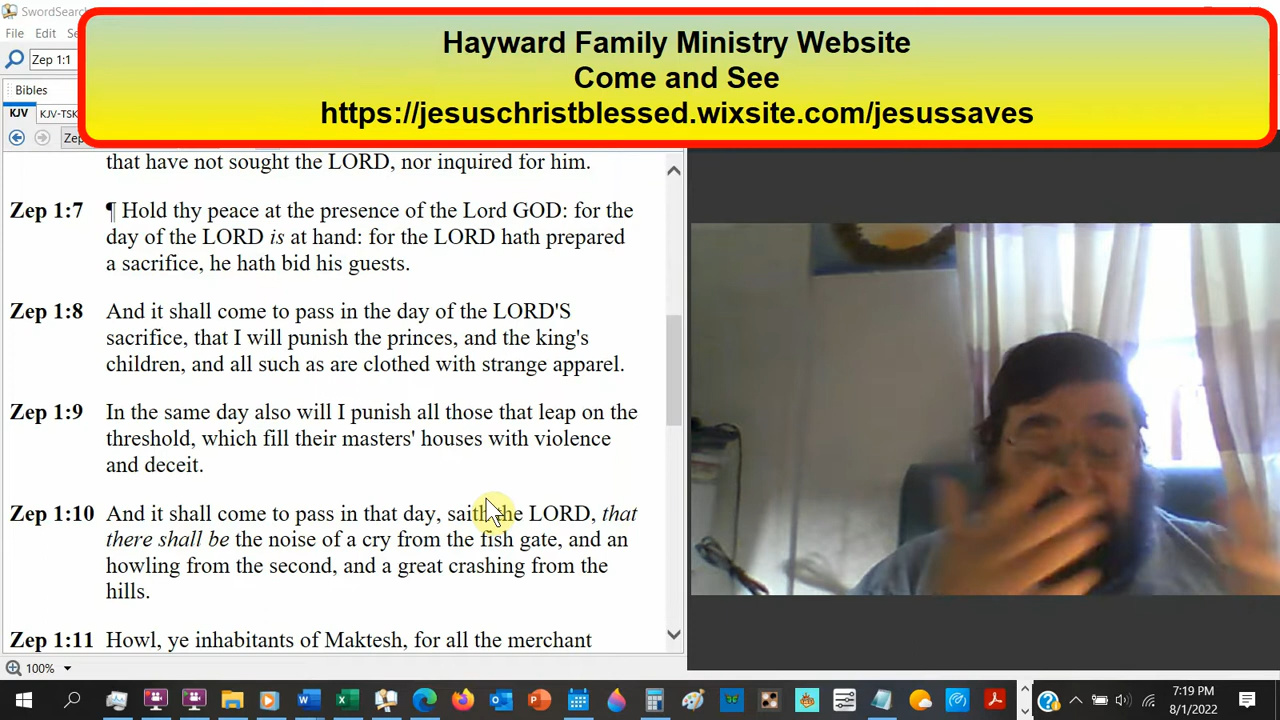 SwordSear
Hayward Family Ministry Website
Come and See
https://jesuschristblessed.wixsite.com/jesussaves
File Edit
Zep 1:1
Bibles
KJV KJV-TSK
Zep
that have not sought the LORD, nor inquired for him.
Zep 1:7 ¶ Hold thy peace at the presence of the Lord GOD: for the
day of the LORD is at hand: for the LORD hath prepared
a sacrifice, he hath bid his guests.
Zep 1:8 And it shall come to pass in the day of the LORD'S
sacrifice, that I will punish the princes, and the king's
children, and all such as are clothed with strange apparel.
Zep 1:9 In the same day also will I punish all those that leap on the
threshold, which fill their masters' houses with violence
and deceit.
Zep 1:10 And it shall come to pass in that day, saith the LORD, that
there shall be the noise of a cry from the fish gate, and an
howling from the second, and a great crashing from the
hills.
Zep 1:11 Howl, ye inhabitants of Maktesh, for all the merchant
100%
7:19 PM
8/1/2022